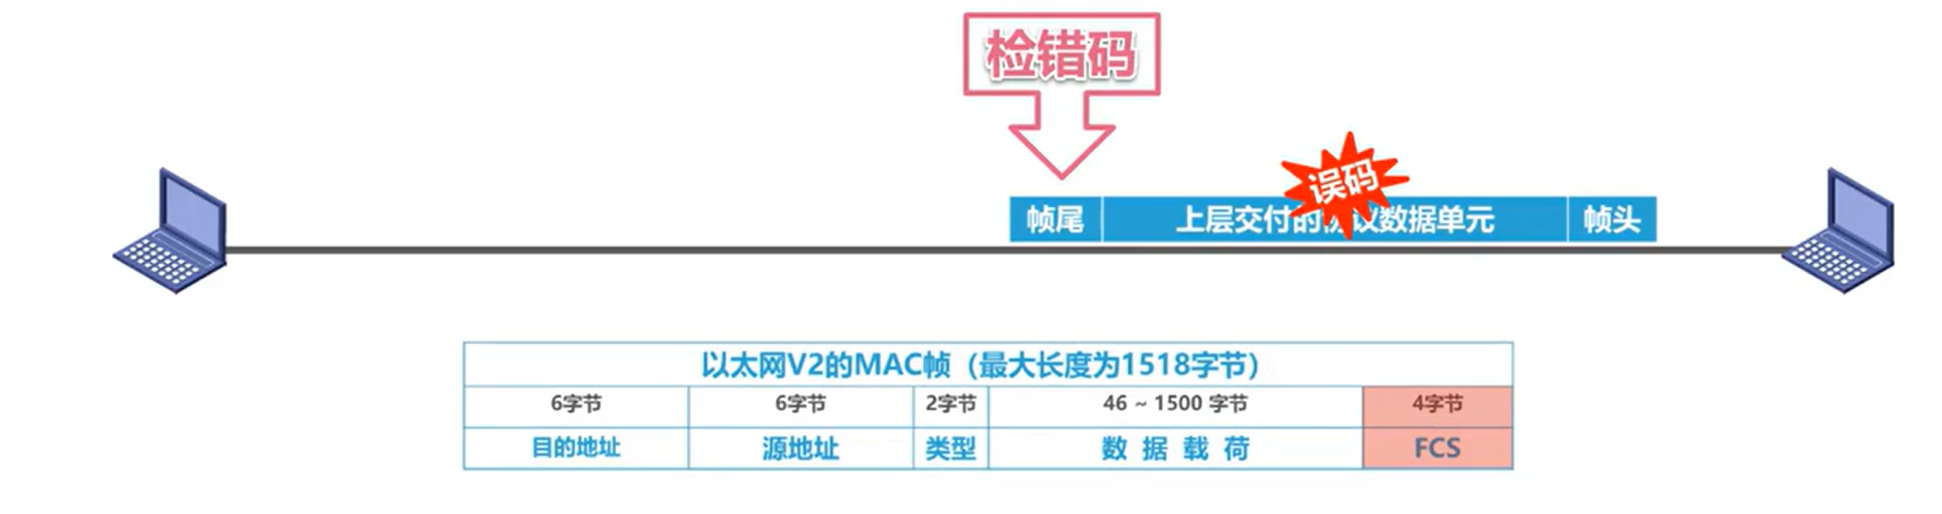 检错码
误码
帧尾 上层交付的协议数据单元 帧头
以太网V2的MAC帧（最大长度为1518字节）
6字节 6字节 2字节 46 ~ 1500 字节 4字节
目的地址 源地址 类型 数 据 载 荷 FCS